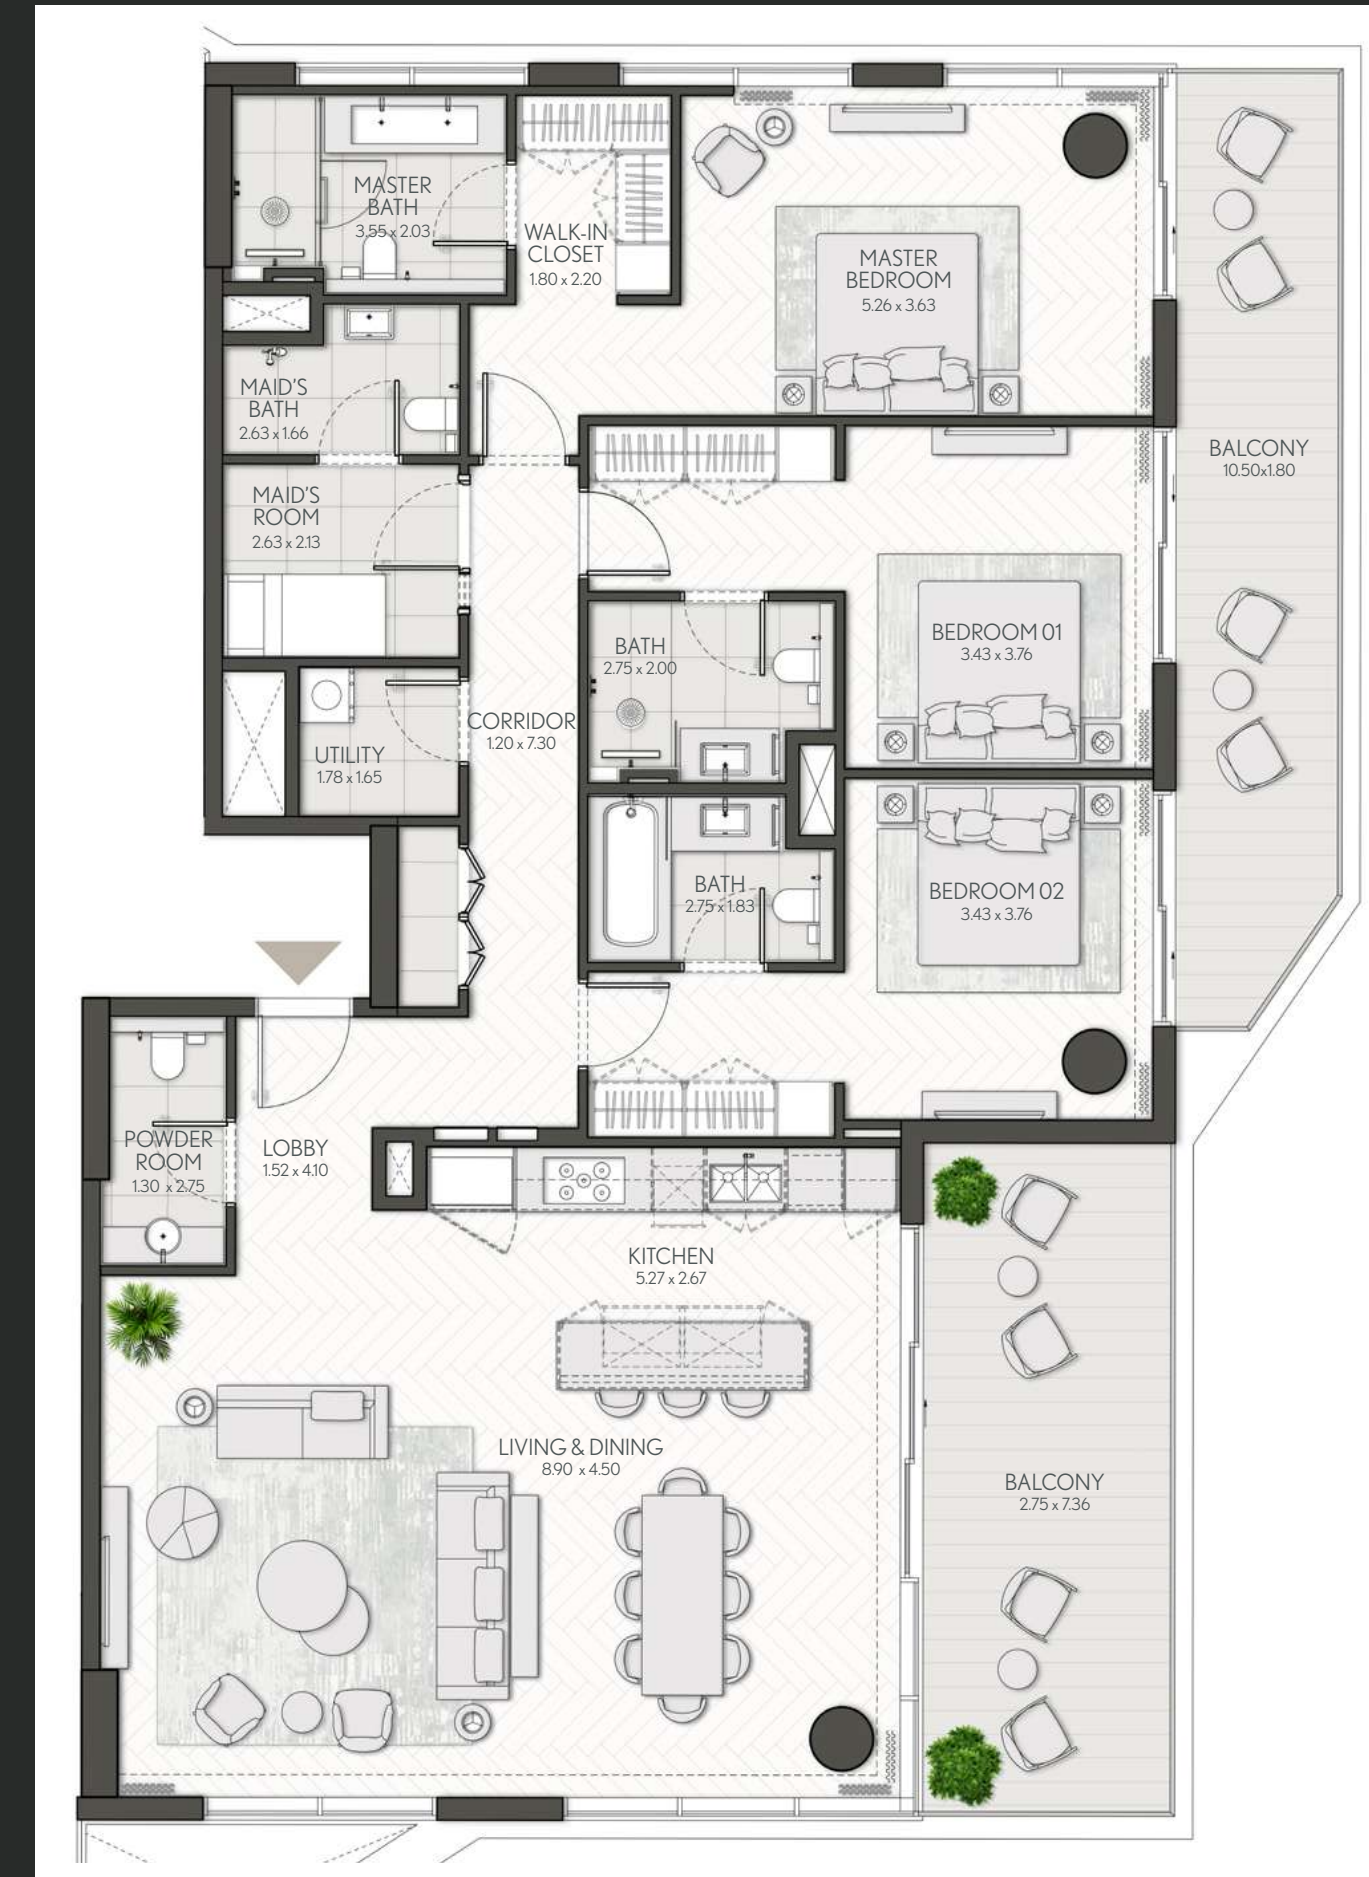 MASTER
BATH
3.55 x 2.03
WALK-IN
CLOSET
1.80 x 2.20
MASTER
BEDROOM
5.26 x 3.63
MAID'S
BATH
2.63 x 1.66
BALCONY
10.50x1.80
MAID'S
ROOM
2.63 x 2.13
BATH
2.75 x 2.00
BEDROOM 01
3.43 x 3.76
CORRIDOR
1.20 x 7.30
UTILITY
1.78 x 1.65
BATH
2.75 x 1.83
BEDROOM 02
3.43 x 3.76
POWDER
ROOM
1.30 x 2.75
LOBBY
1.52 x 4.10
KITCHEN
5.27 x 2.67
LIVING & DINING
8.90 x 4.50
BALCONY
2.75 x 7.36